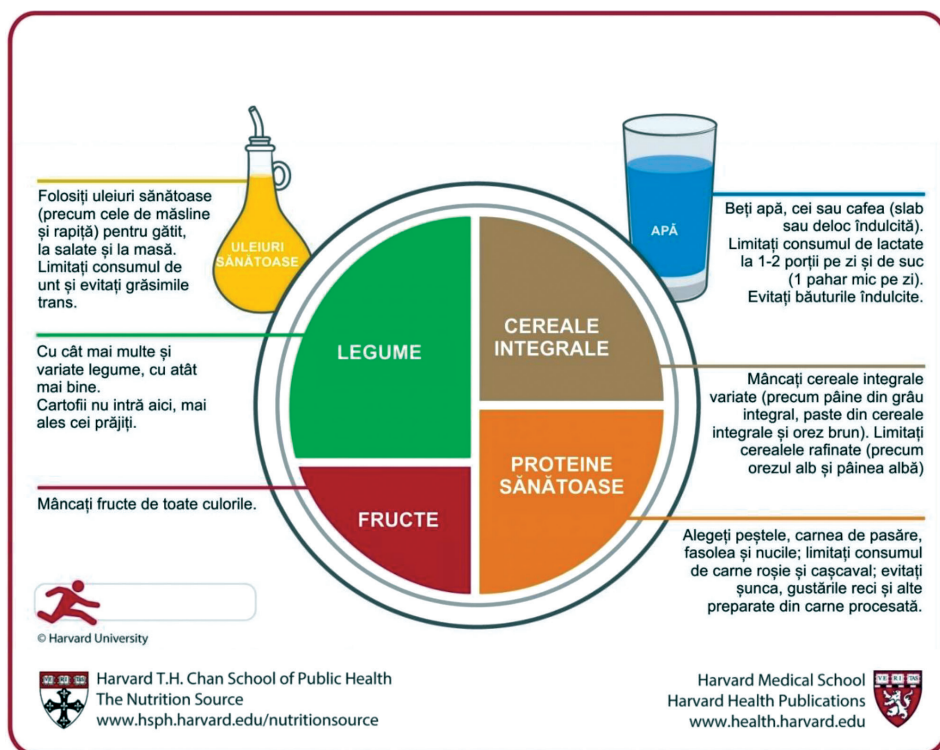 Folosiți uleiuri sănătoase
(precum cele de măsline
și rapiță) pentru gătit,
la salate și la masă.
Limitați consumul de
unt și evitați grăsimile
trans.
ULEIURI
SĂNĂTOASE
APĂ
Beți apă, cei sau cafea (slab
sau deloc îndulcită).
Limitați consumul de lactate
la 1-2 porții pe zi și de suc
(1 pahar mic pe zi).
Evitați băuturile îndulcite.
Cu cât mai multe și
variate legume, cu atât
mai bine.
Cartofii nu intră aici, mai
ales cei prăjiți.
LEGUME
CEREALE
INTEGRALE
Mâncați cereale integrale
variate (precum pâine din grâu
integral, paste din cereale
integrale și orez brun). Limitați
cerealele rafinate (precum
orezul alb și pâinea albă)
Mâncați fructe de toate culorile.
FRUCTE
PROTEINE
SĂNĂTOASE
Alegeți peștele, carnea de pasăre,
fasolea și nucile; limitați consumul
de carne roșie și cașcaval; evitați
șunca, gustările reci și alte
preparate din carne procesată.
© Harvard University
Harvard T.H. Chan School of Public Health
The Nutrition Source
www.hsph.harvard.edu/nutritionsource
Harvard Medical School
Harvard Health Publications
www.health.harvard.edu
VE RI TAS